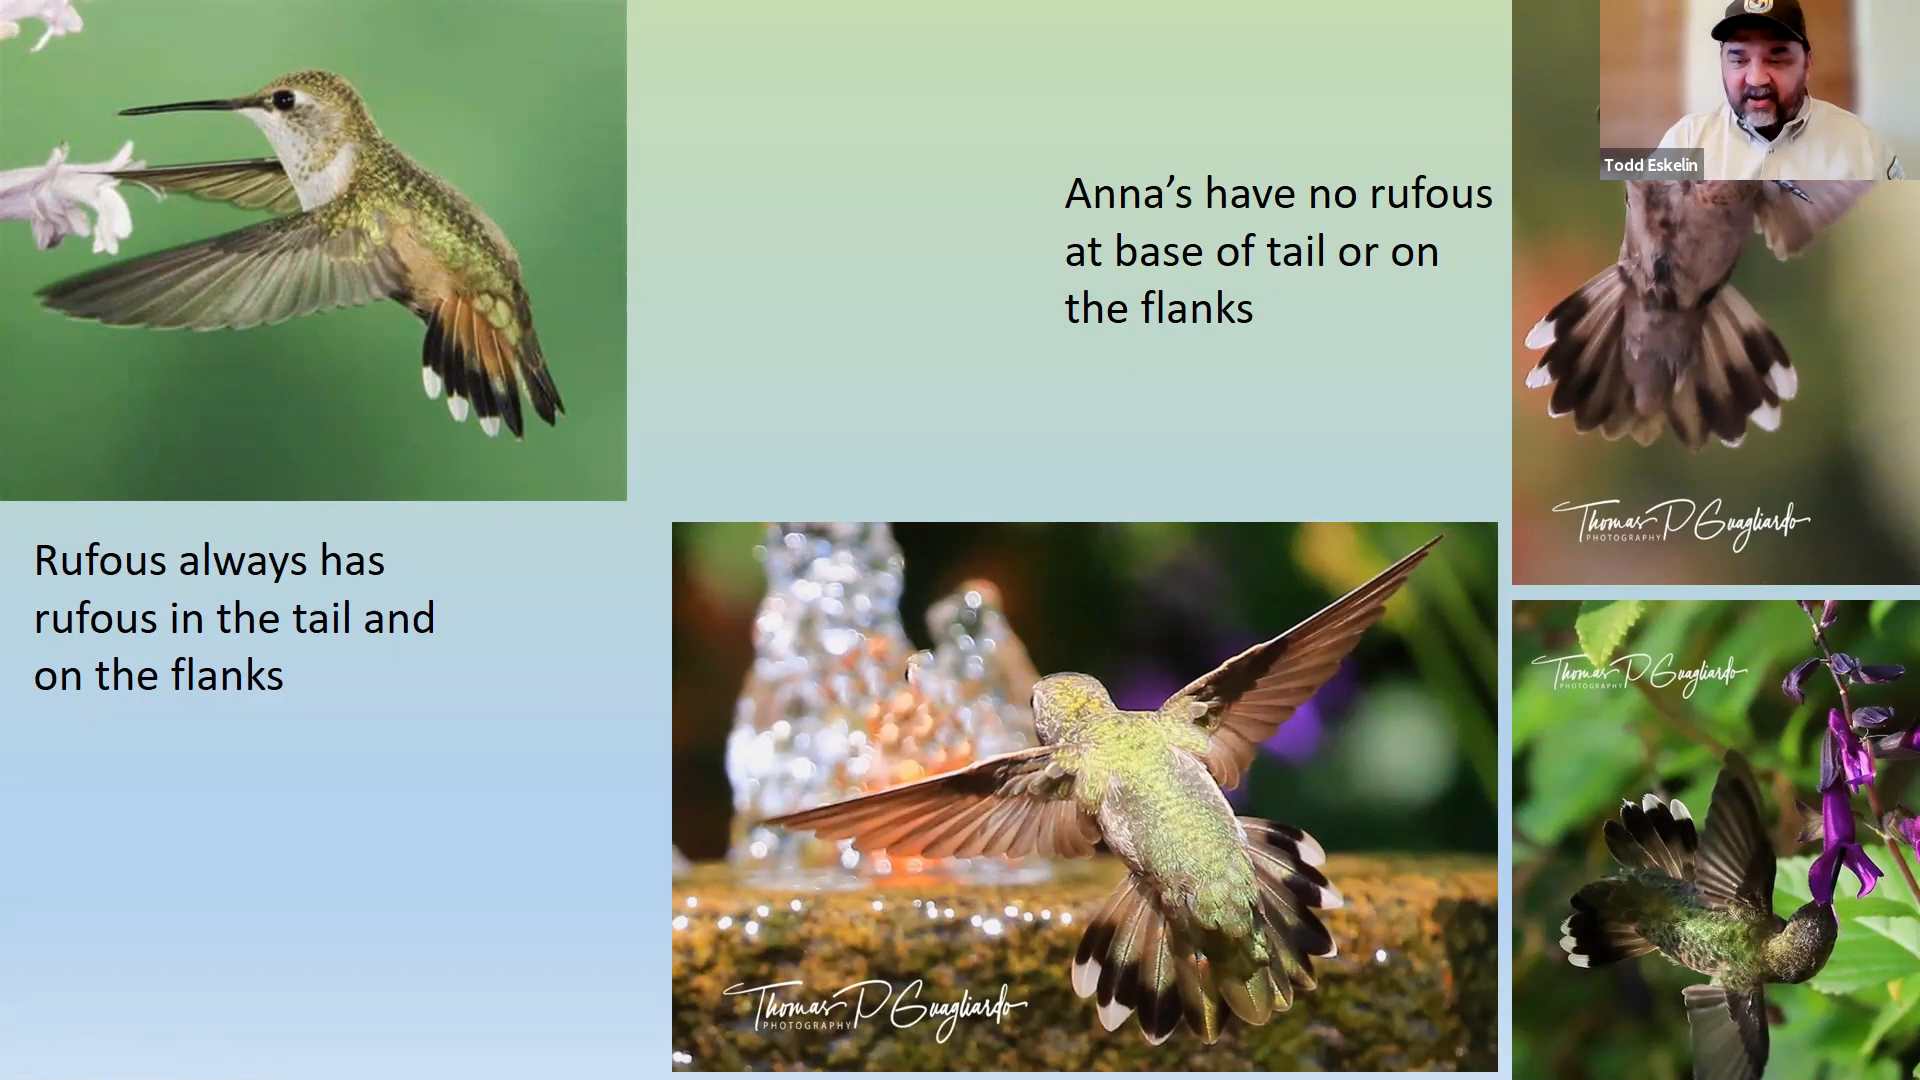 Todd Eskelin
Anna’s have no rufous
at base of tail or on
the flanks
Thomas P Guagliardo
PHOTOGRAPHY
Rufous always has
rufous in the tail and
on the flanks
Thomas P Guagliardo
PHOTOGRAPHY
Thomas P Guagliardo
PHOTOGRAPHY